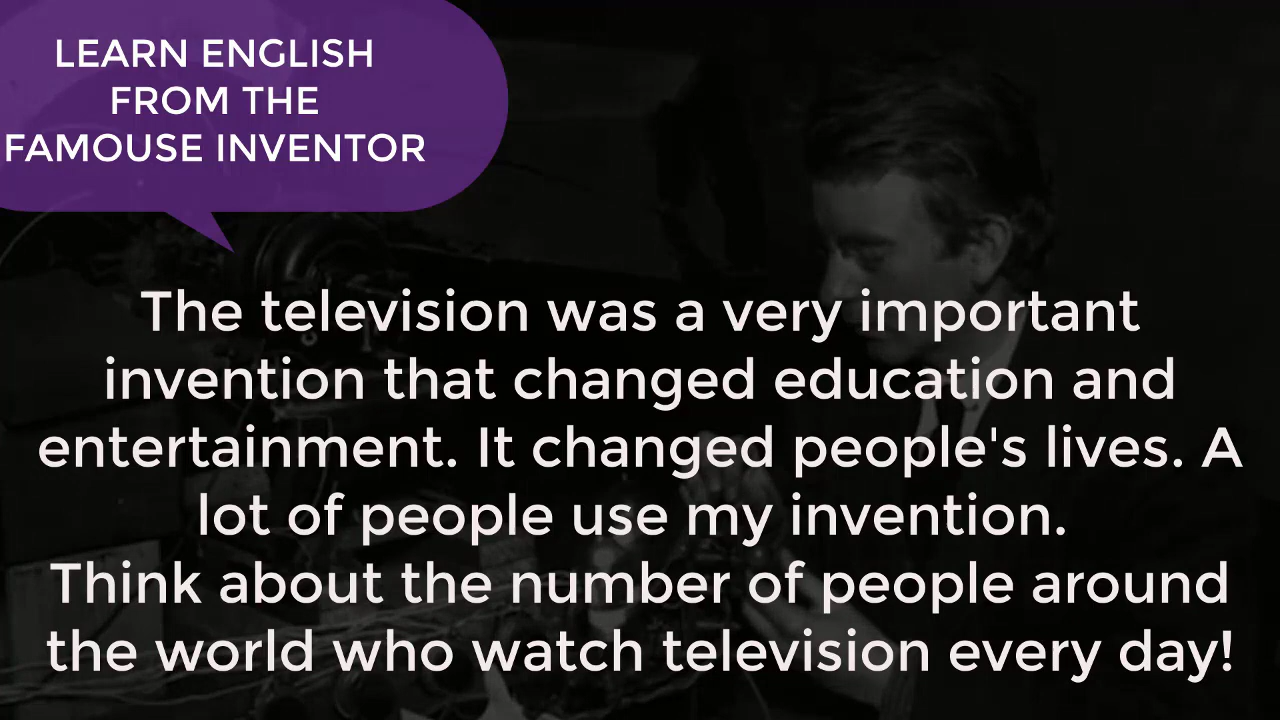 LEARN ENGLISH
FROM THE
FAMOUSE INVENTOR
The television was a very important
invention that changed education and
entertainment. It changed people's lives. A
lot of people use my invention.
Think about the number of people around
the world who watch television every day!